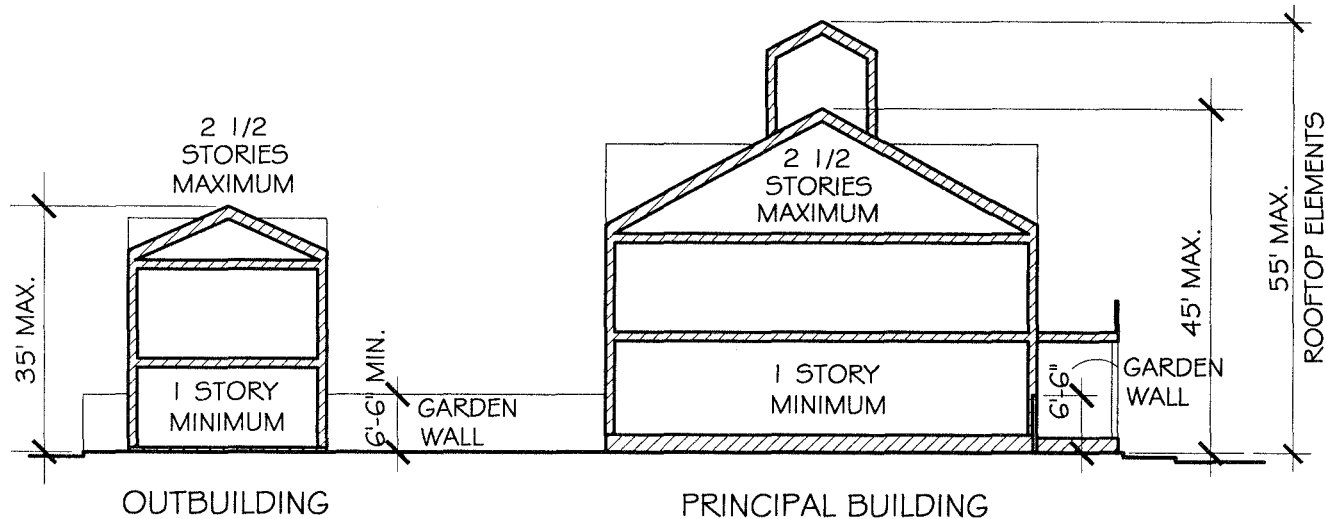 2 1/2
STORIES
MAXIMUM
35' MAX.
1 STORY
MINIMUM
6'-6" MIN.
GARDEN
WALL
OUTBUILDING
2 1/2
STORIES
MAXIMUM
1 STORY
MINIMUM
6'-6"
GARDEN
WALL
45' MAX.
55' MAX.
ROOFTOP ELEMENTS
PRINCIPAL BUILDING